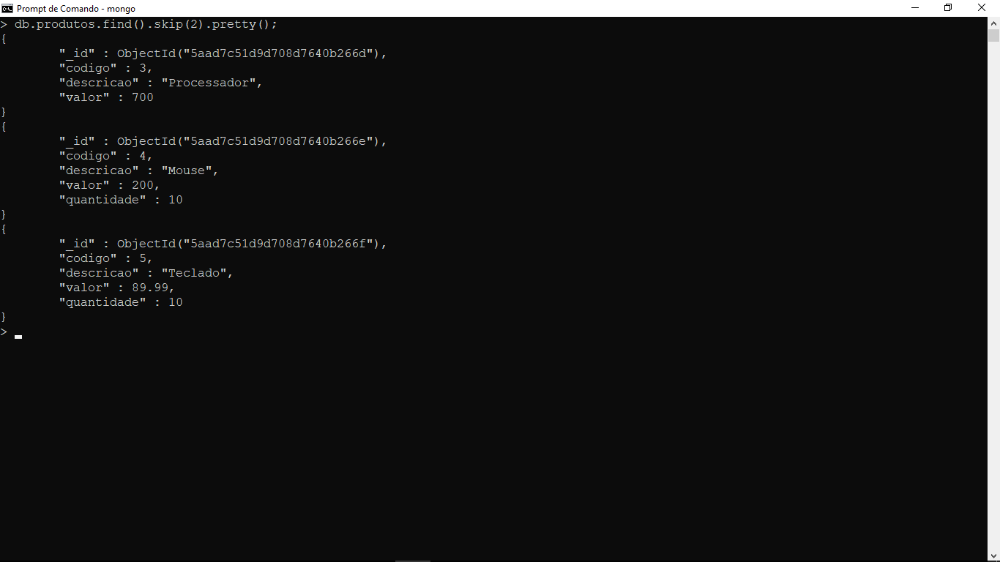 Prompt de Comando - mongo
> db.produtos.find().skip(2).pretty();
{
        "_id" : ObjectId("5aad7c51d9d708d7640b266d"),
        "codigo" : 3,
        "descricao" : "Processador",
        "valor" : 700
}
{
        "_id" : ObjectId("5aad7c51d9d708d7640b266e"),
        "codigo" : 4,
        "descricao" : "Mouse",
        "valor" : 200,
        "quantidade" : 10
}
{
        "_id" : ObjectId("5aad7c51d9d708d7640b266f"),
        "codigo" : 5,
        "descricao" : "Teclado",
        "valor" : 89.99,
        "quantidade" : 10
}
>